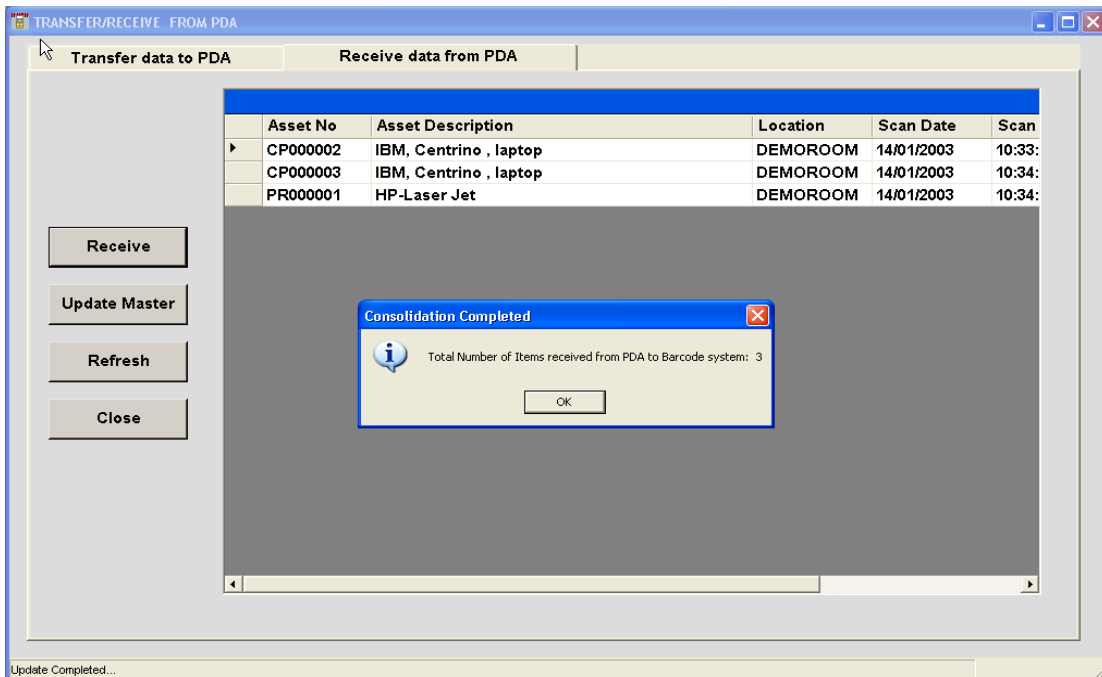 TRANSFER/RECEIVE FROM PDA
Transfer data to PDA Receive data from PDA
Asset No Asset Description Location Scan Date Scan
CP000002 IBM, Centrino , laptop DEMOROOM 14/01/2003 10:33:
CP000003 IBM, Centrino , laptop DEMOROOM 14/01/2003 10:34:
PR000001 HP-Laser Jet DEMOROOM 14/01/2003 10:34:
Receive
Update Master
Refresh
Close
Consolidation Completed
Total Number of Items received from PDA to Barcode system: 3
OK
Update Completed...